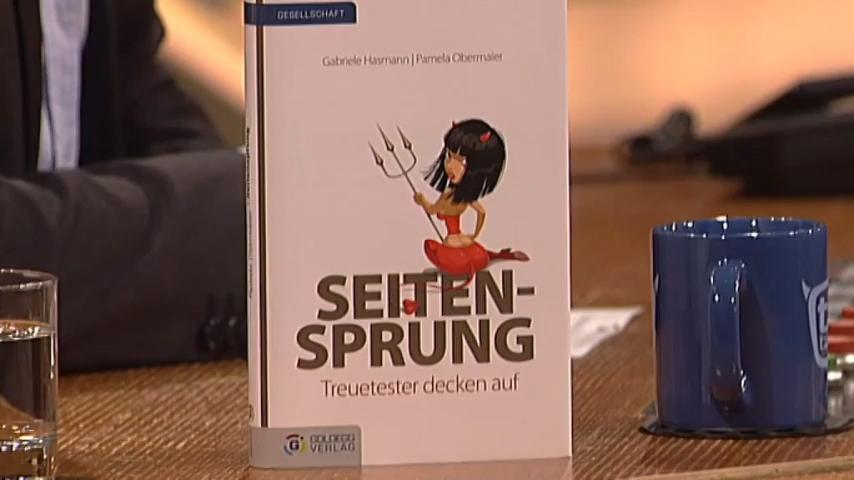 GESELLSCHAFT
Gabriele Hasmann | Pamela Obermaier
SEITEN-
SPRUNG
Treuetester decken auf
G
GOLDEGG
VERLAG